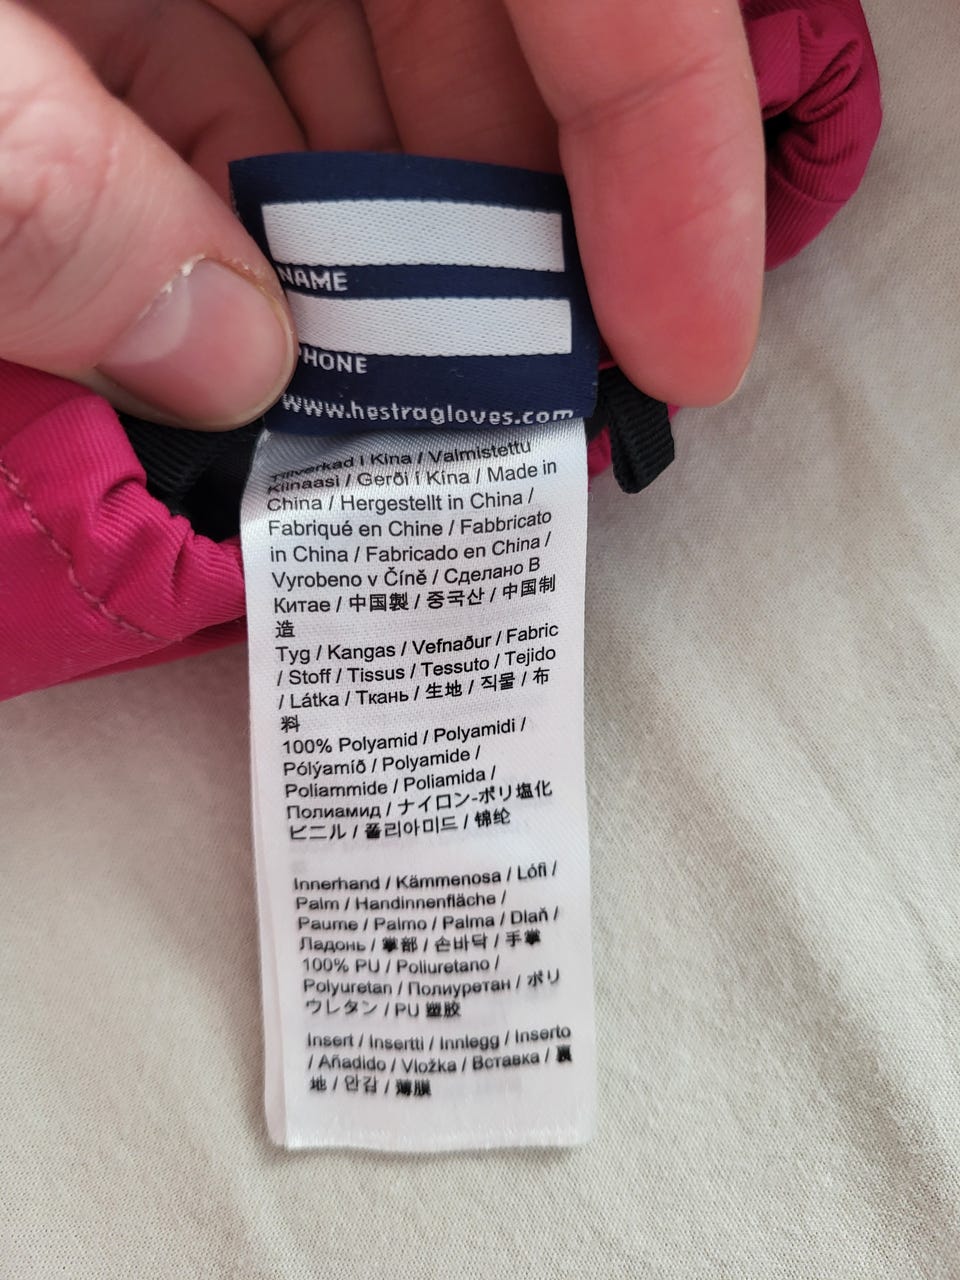 NAME
PHONE
www.hestragloves.com
Tillverkad i Kina / Valmistettu
Kiinaasi / Gerði í Kína / Made in
China / Hergestellt in China /
Fabriqué en Chine / Fabbricato
in China / Fabricado en China /
Vyrobeno v Číně / Сделано В
Китае / 中国製 / 중국산 / 中国制
造
Tyg / Kangas / Vefnaður / Fabric
/ Stoff / Tissus / Tessuto / Tejido
/ Látka / Ткань / 生地 / 직물 / 布
料
100% Polyamid / Polyamidi /
Pólýamíð / Polyamide /
Poliammide / Poliamida /
Полиамид / ナイロン-ポリ塩化
ビニル / 폴리아미드 / 锦纶
Innerhand / Kämmenosa / Lófi /
Palm / Handinnenfläche /
Paume / Palmo / Palma / Dlaň /
Ладонь / 掌部 / 손바닥 / 手掌
100% PU / Poliuretano /
Polyuretan / Полиуретан / ポリ
ウレタン / PU 塑胶
Insert / Insertti / Innlegg / Inserto
/ Añadido / Vložka / Вставка / 裏
地 / 안감 / 薄膜